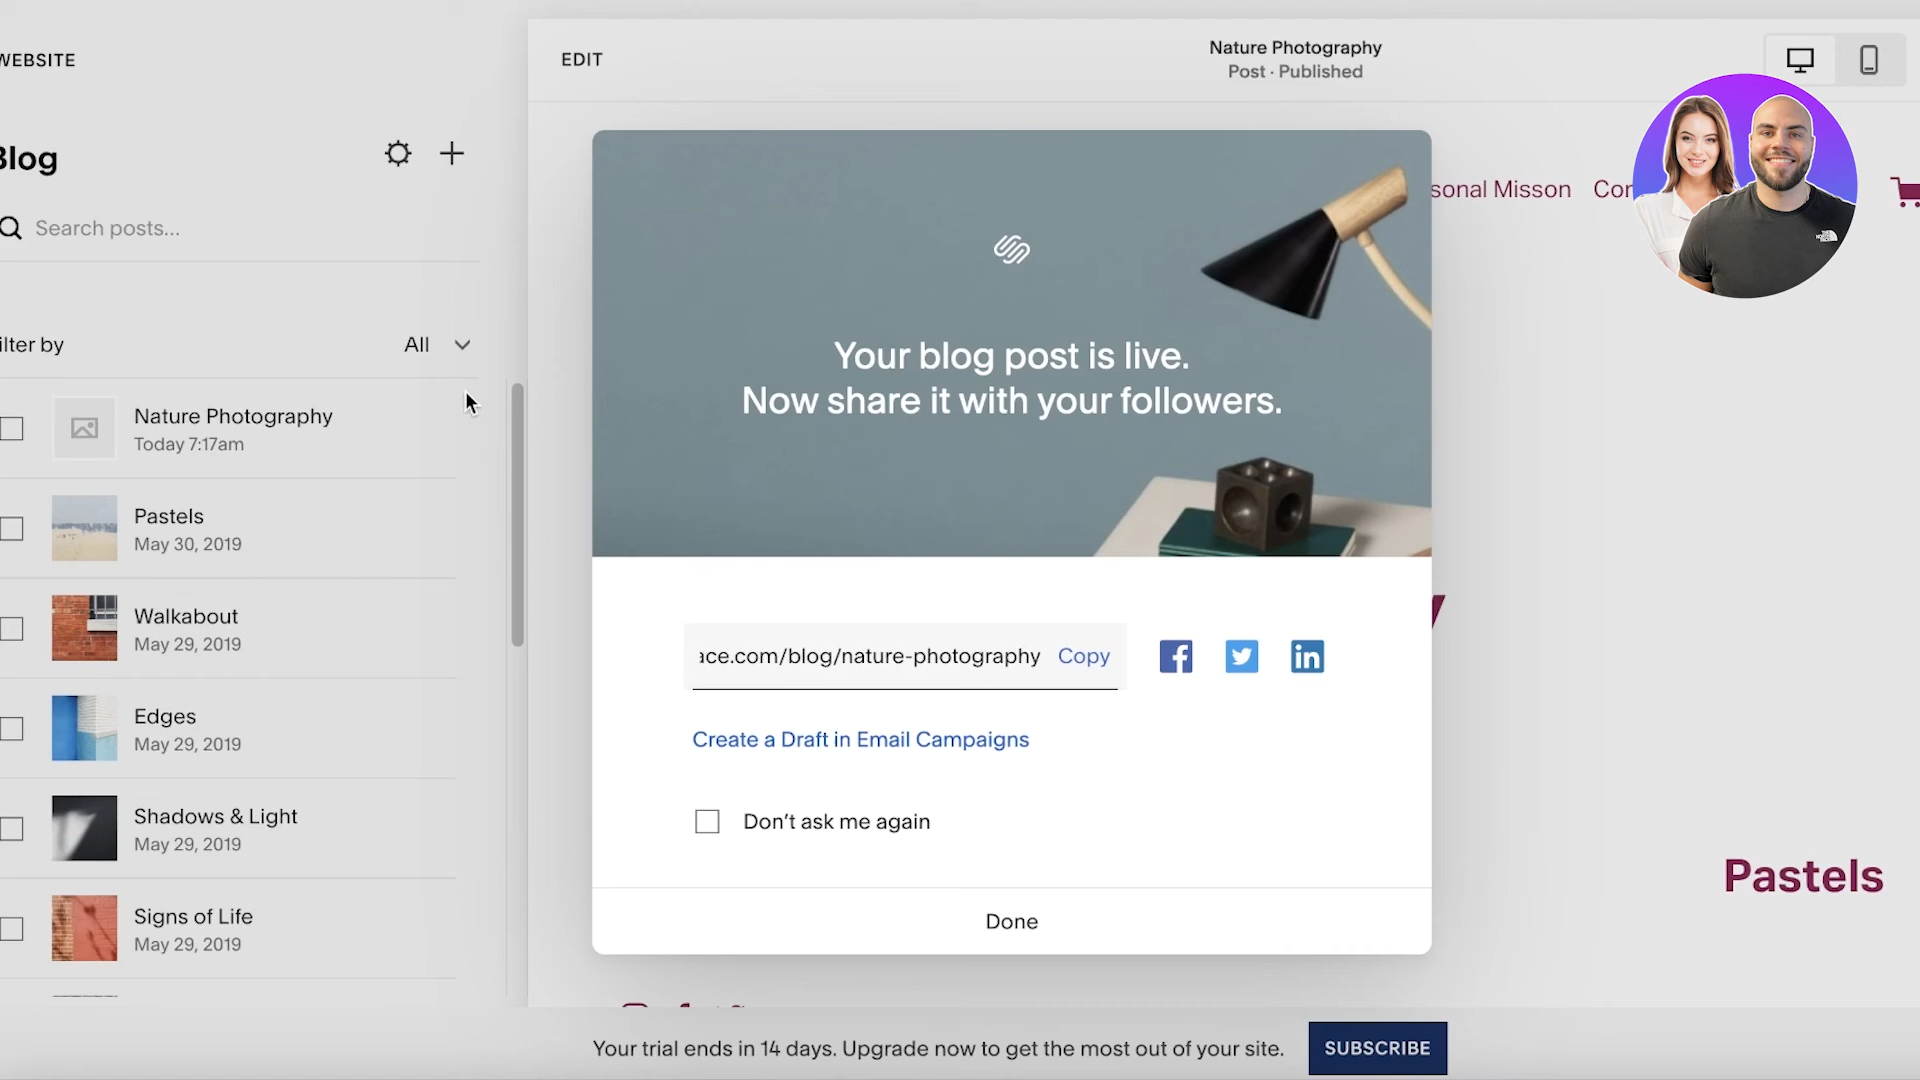 WEBSITE
Blog
Search posts...
ilter by
All
Nature Photography
Today 7:17am
Pastels
May 30, 2019
Walkabout
May 29, 2019
Edges
May 29, 2019
Shadows & Light
May 29, 2019
Signs of Life
May 29, 2019
EDIT
Nature Photography
Post · Published
sonal Misson
Con
THE NORTH FACE
Your blog post is live.
Now share it with your followers.
ace.com/blog/nature-photography
Copy
Create a Draft in Email Campaigns
Don't ask me again
Done
Pastels
Your trial ends in 14 days. Upgrade now to get the most out of your site.
SUBSCRIBE